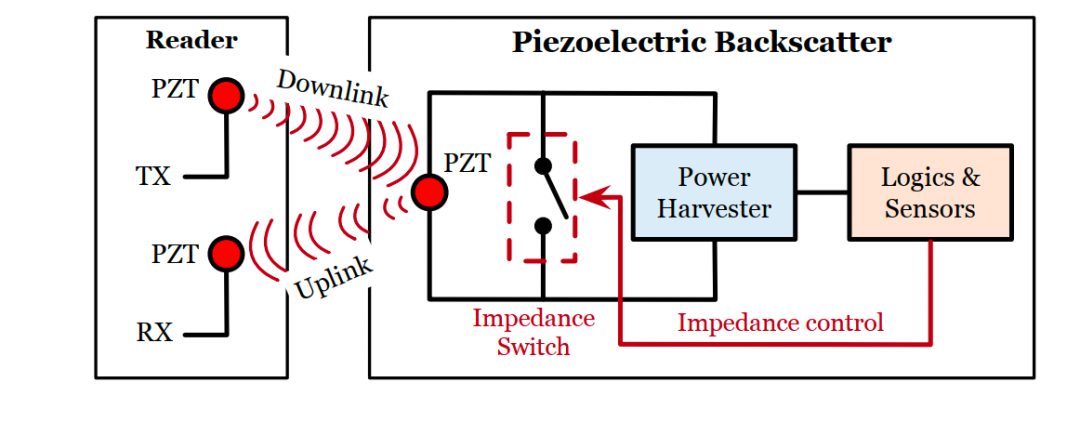 Reader
Piezoelectric Backscatter
PZT
Downlink
TX
PZT
Power
Harvester
Logics &
Sensors
PZT
Uplink
RX
Impedance
Switch
Impedance control